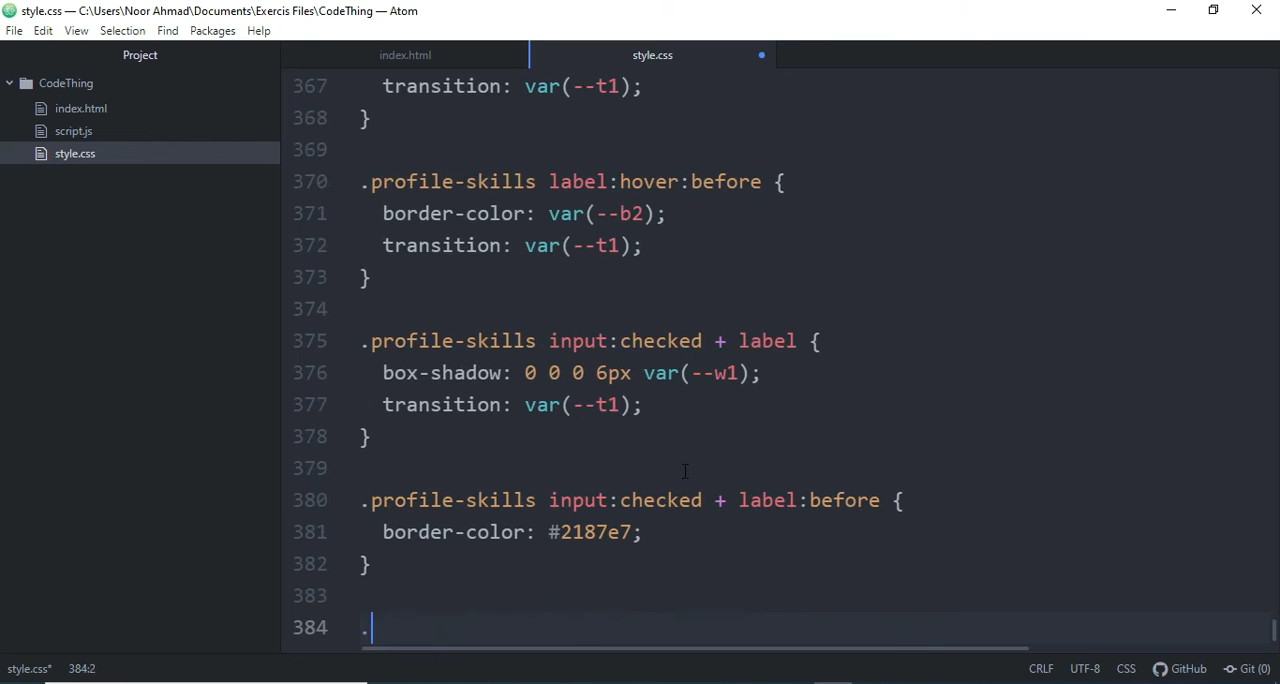 style.css — C:\Users\Noor Ahmad\Documents\Exercis Files\CodeThing — Atom
File Edit View Selection Find Packages Help
Project
index.html
style.css
CodeThing
index.html
script.js
style.css
367 transition: var(--t1);
368 }
369
370 .profile-skills label:hover:before {
371 border-color: var(--b2);
372 transition: var(--t1);
373 }
374
375 .profile-skills input:checked + label {
376 box-shadow: 0 0 0 6px var(--w1);
377 transition: var(--t1);
378 }
379
380 .profile-skills input:checked + label:before {
381 border-color: #2187e7;
382 }
383
384 .
style.css* 384:2 CRLF UTF-8 CSS GitHub Git (0)